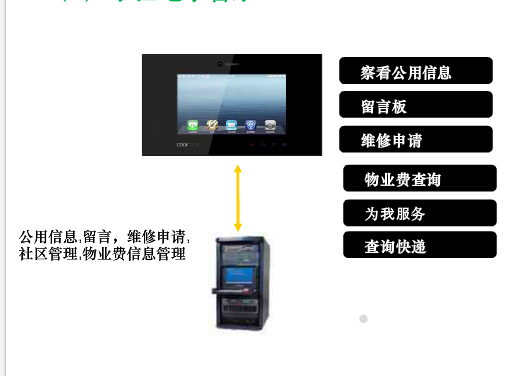 察看公用信息
留言板
维修申请
物业费查询
为我服务
查询快递
公用信息,留言，维修申请,
社区管理,物业费信息管理